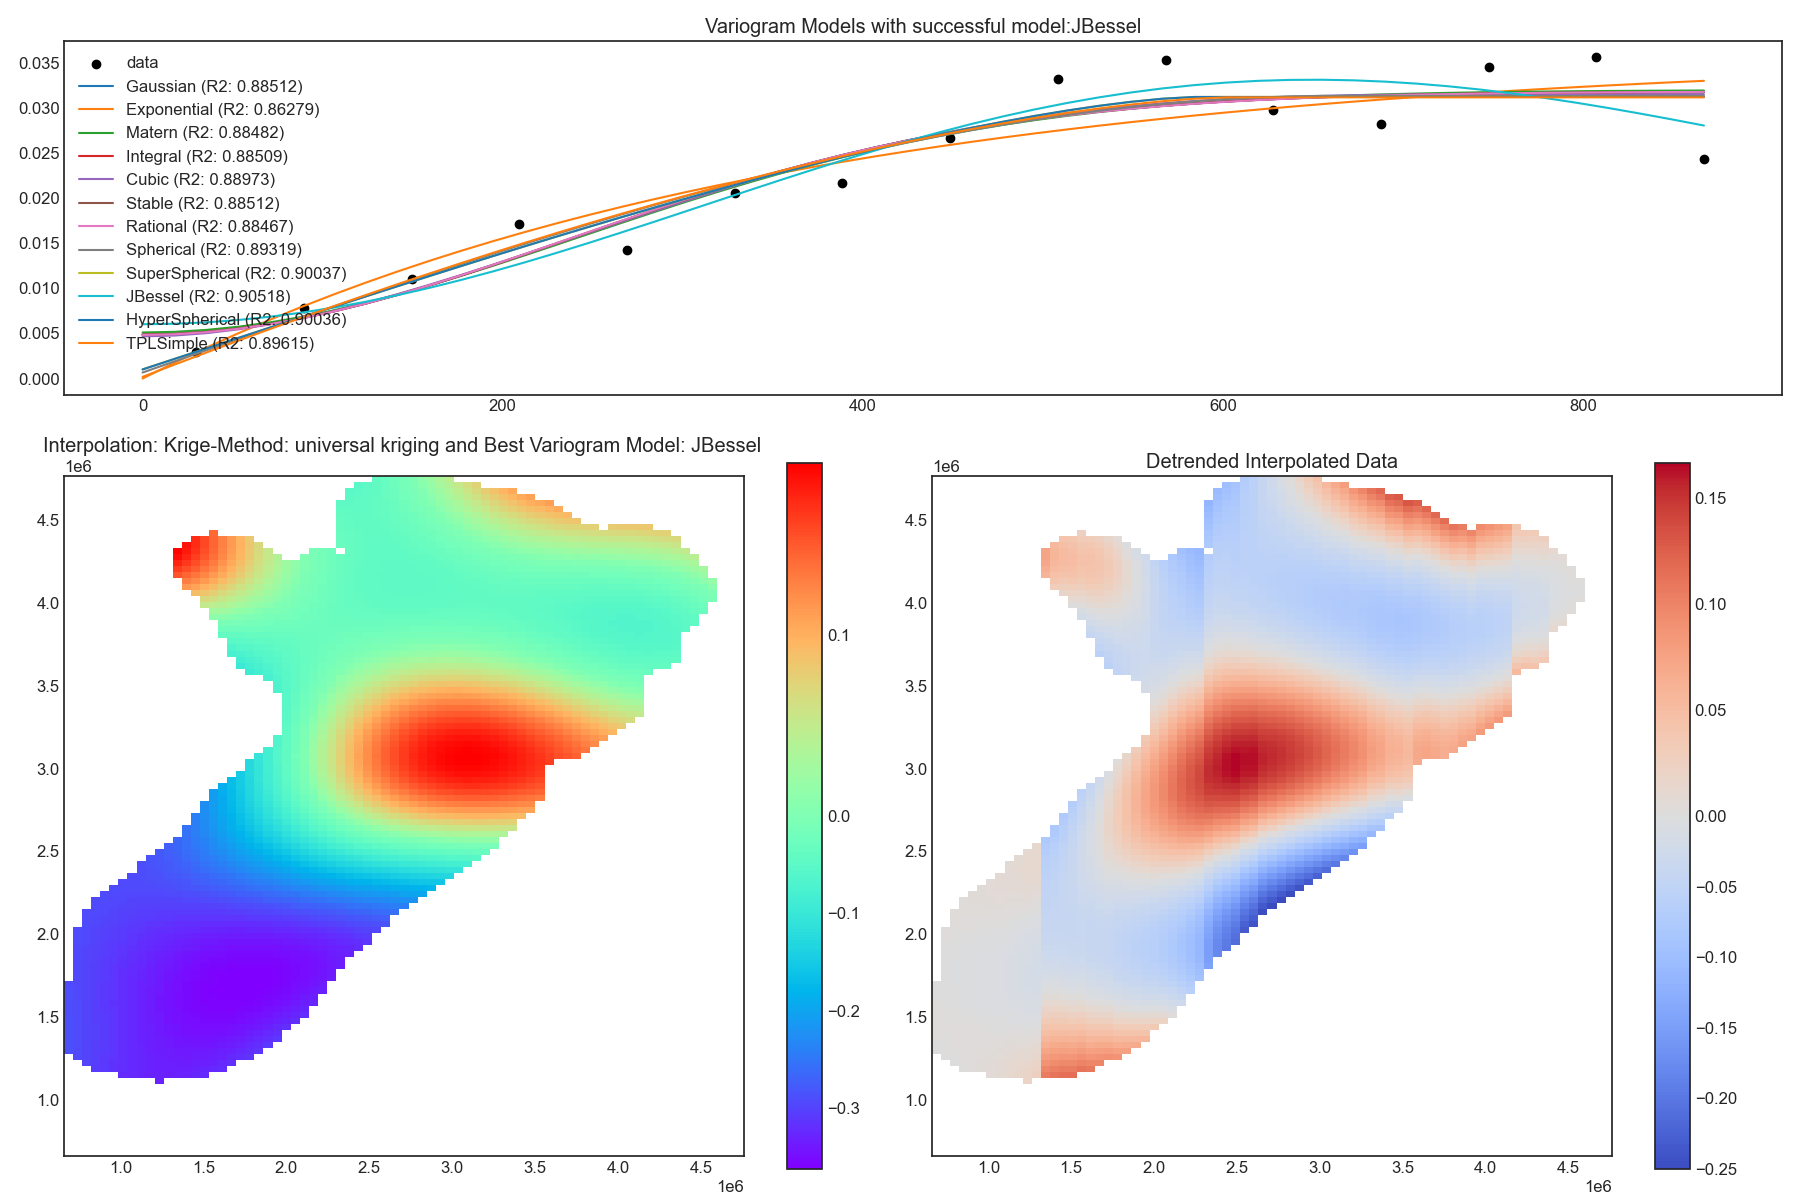 Variogram Models with successful model:JBessel
0.035
0.030
0.025
0.020
0.015
0.010
0.005
0.000
data
Gaussian (R2: 0.88512)
Exponential (R2: 0.86279)
Matern (R2: 0.88482)
Integral (R2: 0.88509)
Cubic (R2: 0.88973)
Stable (R2: 0.88512)
Rational (R2: 0.88467)
Spherical (R2: 0.89319)
SuperSpherical (R2: 0.90037)
JBessel (R2: 0.90518)
HyperSpherical (R2: 0.90036)
TPLSimple (R2: 0.89615)
0 200 400 600 800
Interpolation: Krige-Method: universal kriging and Best Variogram Model: JBessel
1e6
4.5
4.0
3.5
3.0
2.5
2.0
1.5
1.0
1.0 1.5 2.0 2.5 3.0 3.5 4.0 4.5
1e6
0.1
0.0
−0.1
−0.2
−0.3
Detrended Interpolated Data
1e6
4.5
4.0
3.5
3.0
2.5
2.0
1.5
1.0
1.0 1.5 2.0 2.5 3.0 3.5 4.0 4.5
1e6
0.15
0.10
0.05
0.00
−0.05
−0.10
−0.15
−0.20
−0.25